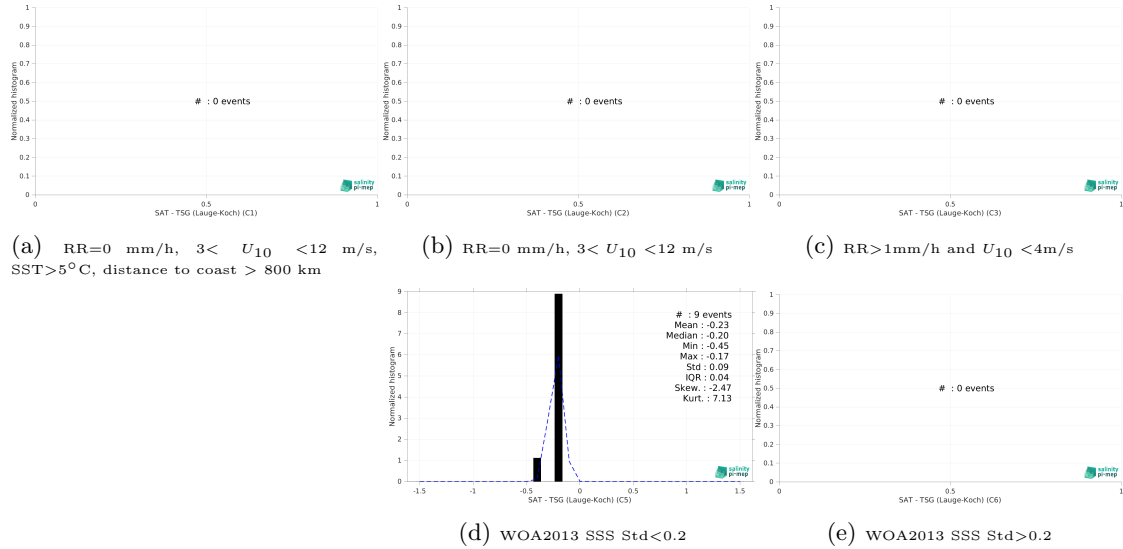 1
0.9
0.8
0.7
0.6
0.5
0.4
0.3
0.2
0.1
0
Normalized histogram
# : 0 events
salinity
pi-mep
0 0.5 1
SAT - TSG (Lauge-Koch) (C1)
(a) RR=0 mm/h, 3< U10 <12 m/s,
SST>5°C, distance to coast > 800 km
1
0.9
0.8
0.7
0.6
0.5
0.4
0.3
0.2
0.1
0
Normalized histogram
# : 0 events
salinity
pi-mep
0 0.5 1
SAT - TSG (Lauge-Koch) (C2)
(b) RR=0 mm/h, 3< U10 <12 m/s
1
0.9
0.8
0.7
0.6
0.5
0.4
0.3
0.2
0.1
0
Normalized histogram
# : 0 events
salinity
pi-mep
0 0.5 1
SAT - TSG (Lauge-Koch) (C3)
(c) RR>1mm/h and U10 <4m/s
9
8
7
6
5
4
3
2
1
0
Normalized histogram
# : 9 events
Mean : -0.23
Median : -0.20
Min : -0.45
Max : -0.17
Std : 0.09
IQR : 0.04
Skew. : -2.47
Kurt. : 7.13
salinity
pi-mep
-1.5 -1 -0.5 0 0.5 1 1.5
SAT - TSG (Lauge-Koch) (C5)
(d) WOA2013 SSS Std<0.2
1
0.9
0.8
0.7
0.6
0.5
0.4
0.3
0.2
0.1
0
Normalized histogram
# : 0 events
salinity
pi-mep
0 0.5 1
SAT - TSG (Lauge-Koch) (C6)
(e) WOA2013 SSS Std>0.2